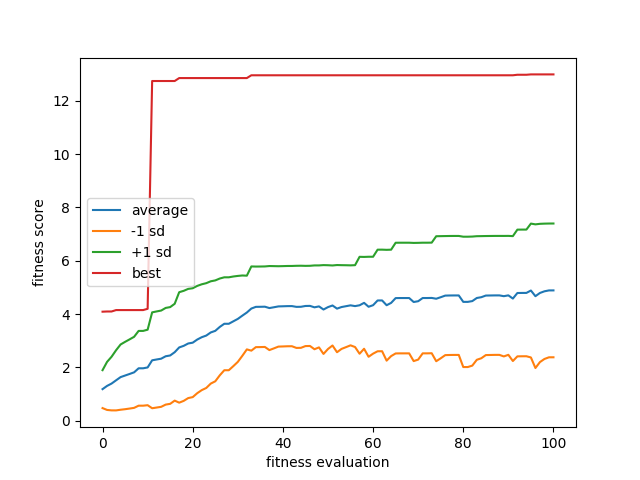 12
10
8
6
4
2
0
fitness score
average
-1 sd
+1 sd
best
0 20 40 60 80 100
fitness evaluation